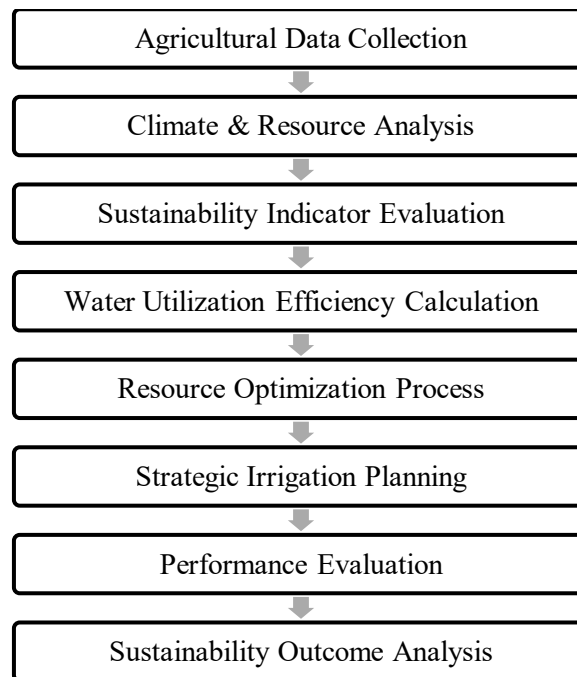 Agricultural Data Collection
Climate & Resource Analysis
Sustainability Indicator Evaluation
Water Utilization Efficiency Calculation
Resource Optimization Process
Strategic Irrigation Planning
Performance Evaluation
Sustainability Outcome Analysis